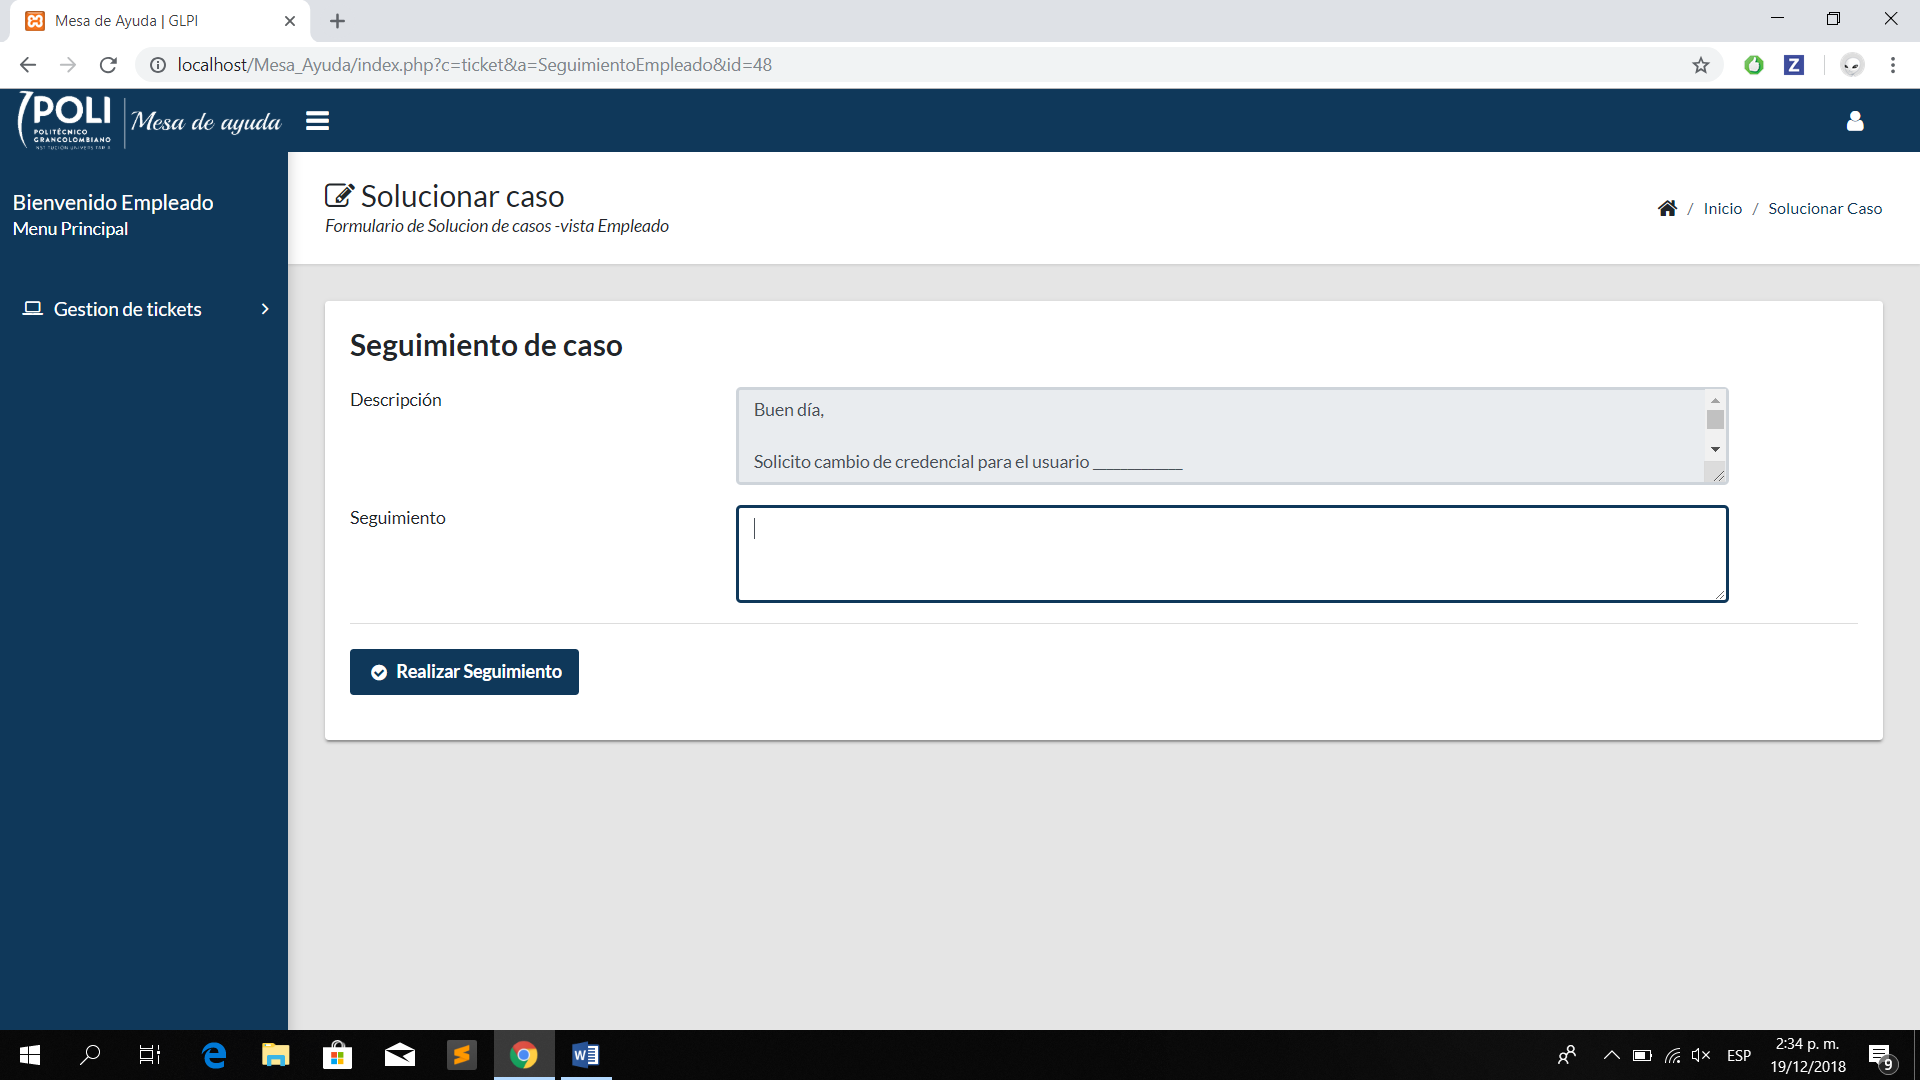 Mesa de Ayuda | GLPI
localhost/Mesa_Ayuda/index.php?c=ticket&a=SeguimientoEmpleado&id=48
POLI
POLITÉCNICO
GRANCOLOMBIANO
Mesa de ayuda
Bienvenido Empleado
Menu Principal
Gestion de tickets
Solucionar caso
Formulario de Solucion de casos -vista Empleado
/ Inicio / Solucionar Caso
Seguimiento de caso
Descripción
Buen día,
Solicito cambio de credencial para el usuario ____________
Seguimiento
Realizar Seguimiento
ESP
2:34 p. m.
19/12/2018
9